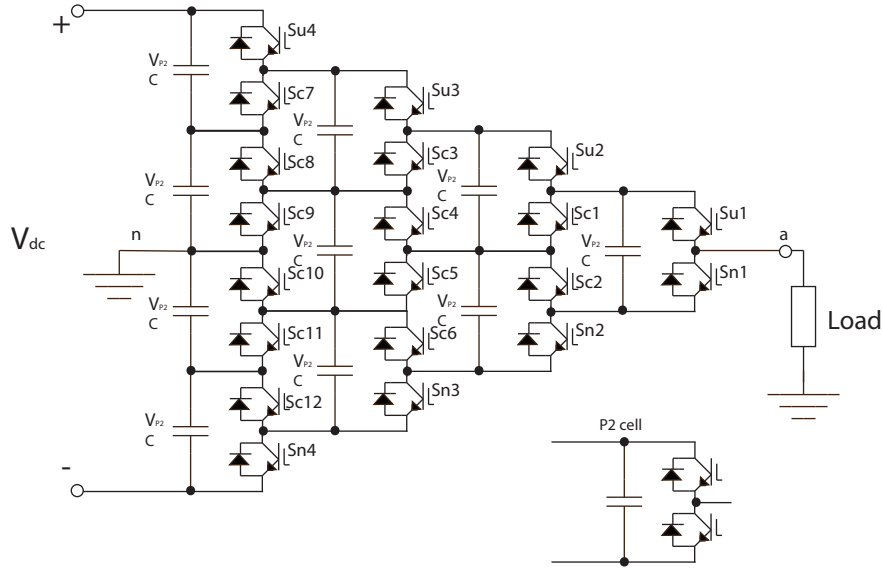 +
Su4
VP2
C
Sc7
Su3
VP2
C
Sc8
Sc3
Su2
VP2
C
VP2
C
Sc9
Sc4
Sc1
Su1
Vdc
n
VP2
C
VP2
C
a
Sc10
Sc5
Sc2
Sn1
VP2
C
VP2
C
Sc11
Sc6
Sn2
Load
VP2
C
Sc12
Sn3
VP2
C
Sn4
-
P2 cell